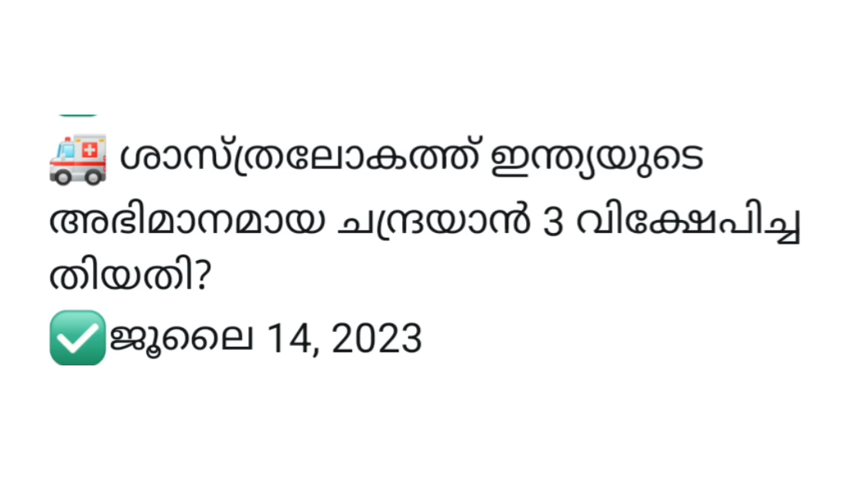 🚑 ശാസ്ത്രലോകത്ത് ഇന്ത്യയുടെ
അഭിമാനമായ ചന്ദ്രയാൻ 3 വിക്ഷേപിച്ച
തിയതി?
✅ജൂലൈ 14, 2023